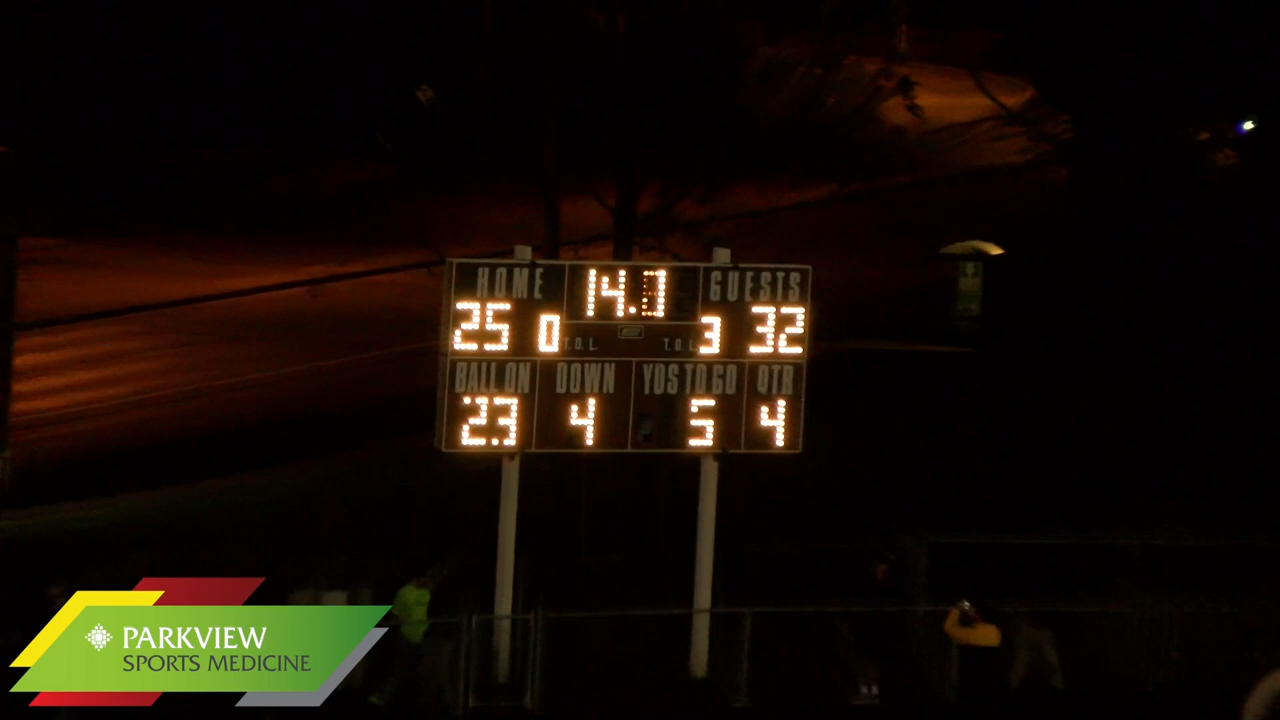 HOME 14. GUESTS
25 0 T.O.L. T.O.L. 3 32
BALL ON DOWN YDS TO GO QTR
23 4 5 4
PARKVIEW
SPORTS MEDICINE